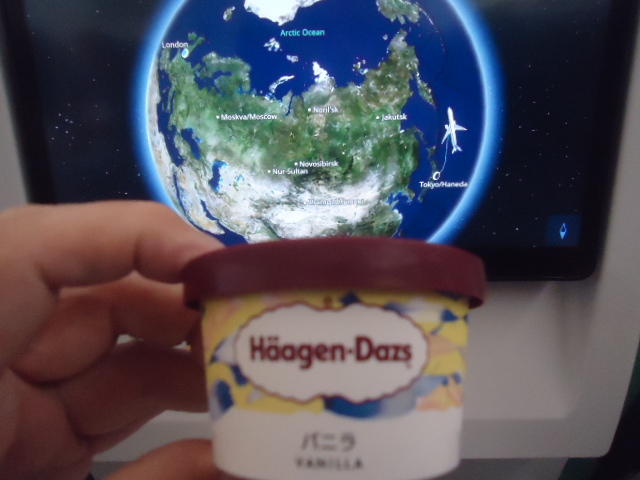 Arctic Ocean
London
Noril'sk
Moskva/Moscow
Jakutsk
Novosibirsk
Nur-Sultan
Tokyo/Haneda
Häagen-Dazs
バニラ
VANILLA